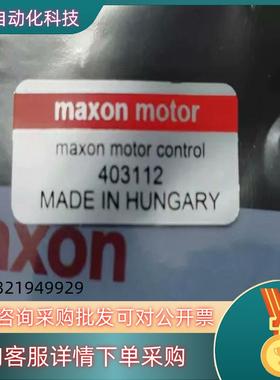 自动化科技
maxon motor
maxon motor control
403112
MADE IN HUNGARY
axon
321949929
咨询采购批发可对公开票
客服详情下单采购